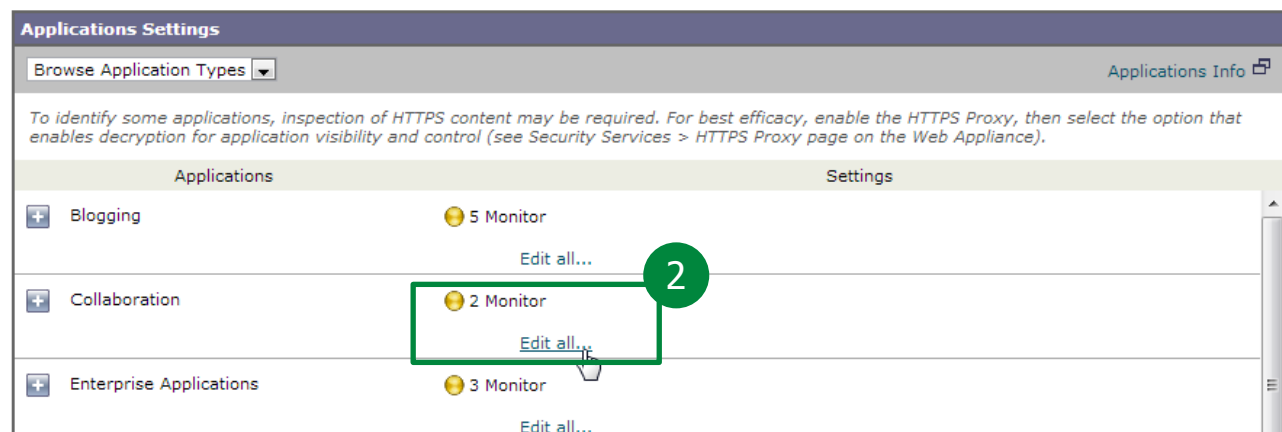 Applications Settings
Browse Application Types
Applications Info
To identify some applications, inspection of HTTPS content may be required. For best efficacy, enable the HTTPS Proxy, then select the option that
enables decryption for application visibility and control (see Security Services > HTTPS Proxy page on the Web Appliance).
Applications Settings
Blogging 5 Monitor
Edit all...
2
Collaboration 2 Monitor
Edit all...
Enterprise Applications 3 Monitor
Edit all...